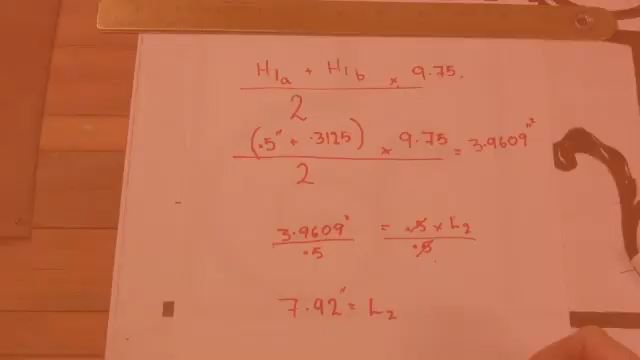 H1a + H1b × 9.75.
2
(.5" + .3125) × 9.75 = 3.9609"²
2
3.9609" = .5 × L2
.5 .5
7.92" = L2